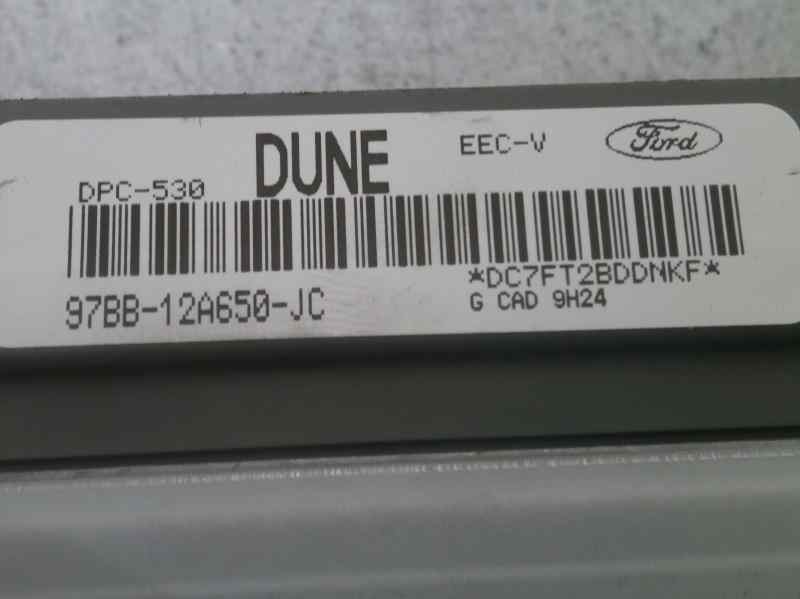 DPC-530 DUNE EEC-V Ford
*DC7FT2BDDNKF*
97BB-12A650-JC G CAD 9H24